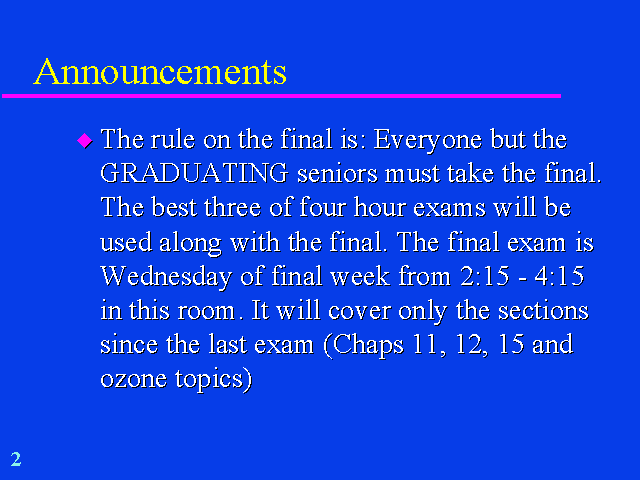 Announcements
The rule on the final is: Everyone but the
GRADUATING seniors must take the final.
The best three of four hour exams will be
used along with the final. The final exam is
Wednesday of final week from 2:15 - 4:15
in this room. It will cover only the sections
since the last exam (Chaps 11, 12, 15 and
ozone topics)
2